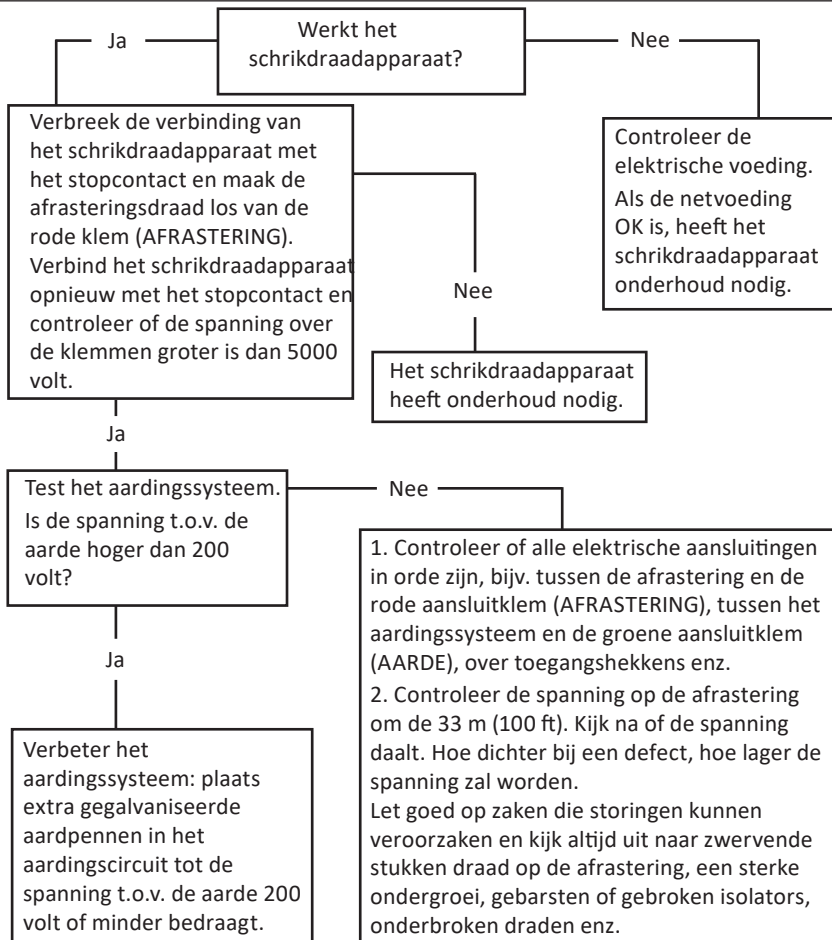 Werkt het
schrikdraadapparaat?
Ja
Nee
Verbreek de verbinding van
het schrikdraadapparaat met
het stopcontact en maak de
afrasteringsdraad los van de
rode klem (AFRASTERING).
Verbind het schrikdraadapparaat
opnieuw met het stopcontact en
controleer of de spanning over
de klemmen groter is dan 5000
volt.
Controleer de
elektrische voeding.
Als de netvoeding
OK is, heeft het
schrikdraadapparaat
onderhoud nodig.
Nee
Het schrikdraadapparaat
heeft onderhoud nodig.
Ja
Test het aardingssysteem.
Is de spanning t.o.v. de
aarde hoger dan 200
volt?
Nee
1. Controleer of alle elektrische aansluitingen
in orde zijn, bijv. tussen de afrastering en de
rode aansluitklem (AFRASTERING), tussen het
aardingssysteem en de groene aansluitklem
(AARDE), over toegangshekkens enz.
2. Controleer de spanning op de afrastering
om de 33 m (100 ft). Kijk na of de spanning
daalt. Hoe dichter bij een defect, hoe lager de
spanning zal worden.
Let goed op zaken die storingen kunnen
veroorzaken en kijk altijd uit naar zwervende
stukken draad op de afrastering, een sterke
ondergroei, gebarsten of gebroken isolators,
onderbroken draden enz.
Ja
Verbeter het
aardingssysteem: plaats
extra gegalvaniseerde
aardpennen in het
aardingscircuit tot de
spanning t.o.v. de aarde 200
volt of minder bedraagt.